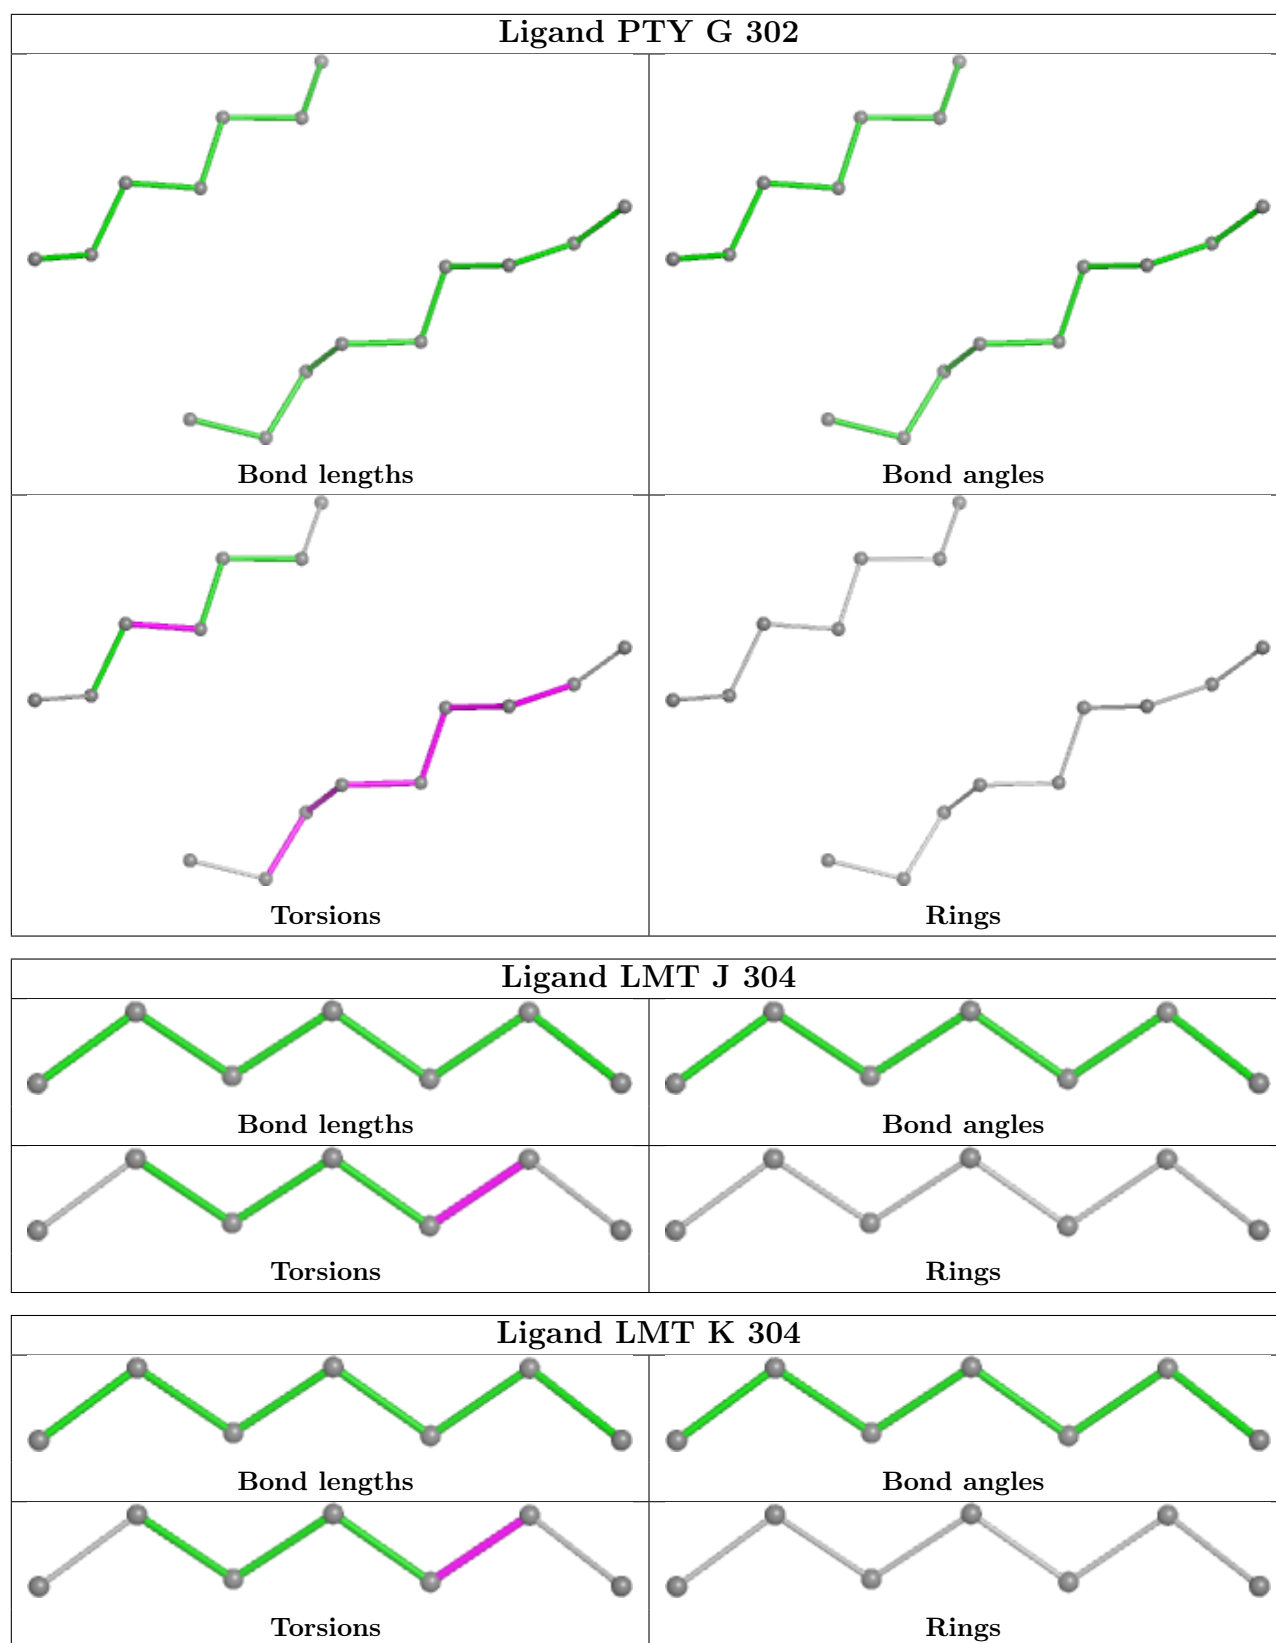 Ligand PTY G 302
Bond lengths
Bond angles
Torsions
Rings
Ligand LMT J 304
Bond lengths
Bond angles
Torsions
Rings
Ligand LMT K 304
Bond lengths
Bond angles
Torsions
Rings